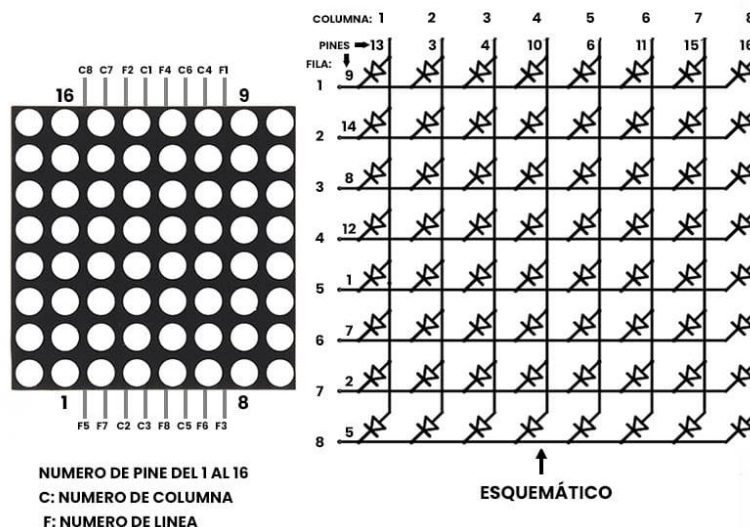 COLUMNA: 1 2 3 4 5 6 7 8
PINES 13 3 4 10 6 11 15 16
FILA:
1 9
2 14
3 8
4 12
5 1
6 7
7 2
8 5
ESQUEMÁTICO
C8 C7 F2 C1 F4 C6 C4 F1
16 9
1 8
F5 F7 C2 C3 F8 C5 F6 F3
NUMERO DE PINE DEL 1 AL 16
C: NUMERO DE COLUMNA
F: NUMERO DE LINEA